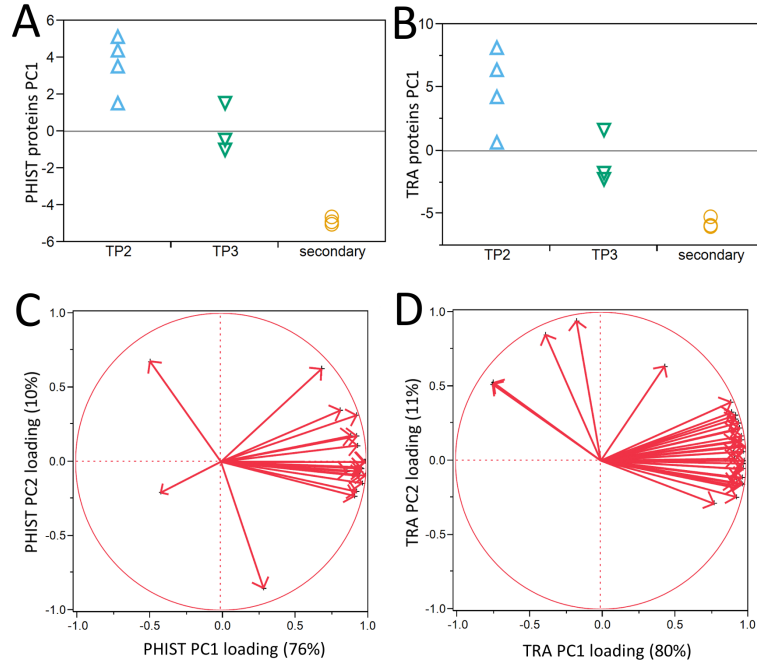 A
PHIST proteins PC1
6
4
2
0
-2
-4
-6
TP2 TP3 secondary
B
TRA proteins PC1
10
5
0
-5
TP2 TP3 secondary
C
PHIST PC2 loading (10%)
1.0
0.5
0.0
-0.5
-1.0
-1.0 -0.5 0.0 0.5 1.0
PHIST PC1 loading (76%)
D
TRA PC2 loading (11%)
1.0
0.5
0.0
-0.5
-1.0
-1.0 -0.5 0.0 0.5 1.0
TRA PC1 loading (80%)